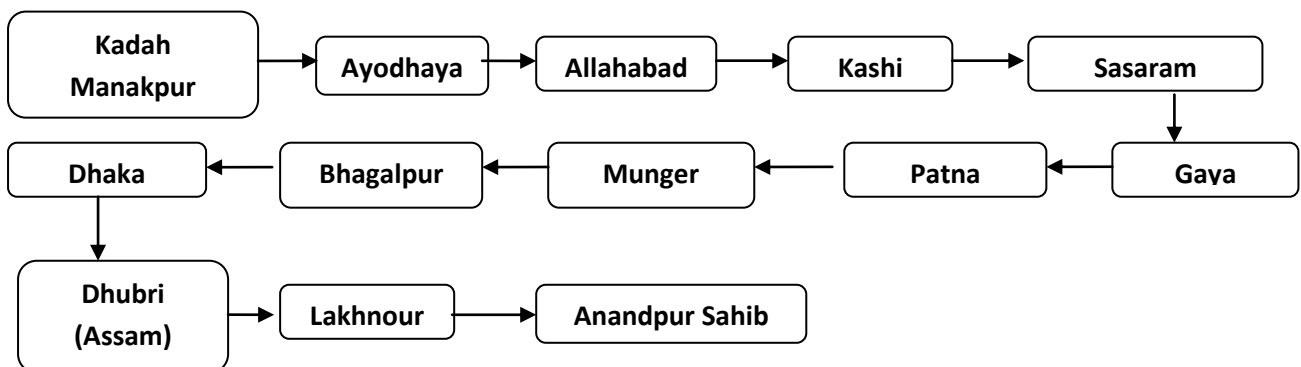 Kadah
Manakpur
Ayodhaya
Allahabad
Kashi
Sasaram
Gaya
Patna
Munger
Bhagalpur
Dhaka
Dhubri
(Assam)
Lakhnour
Anandpur Sahib